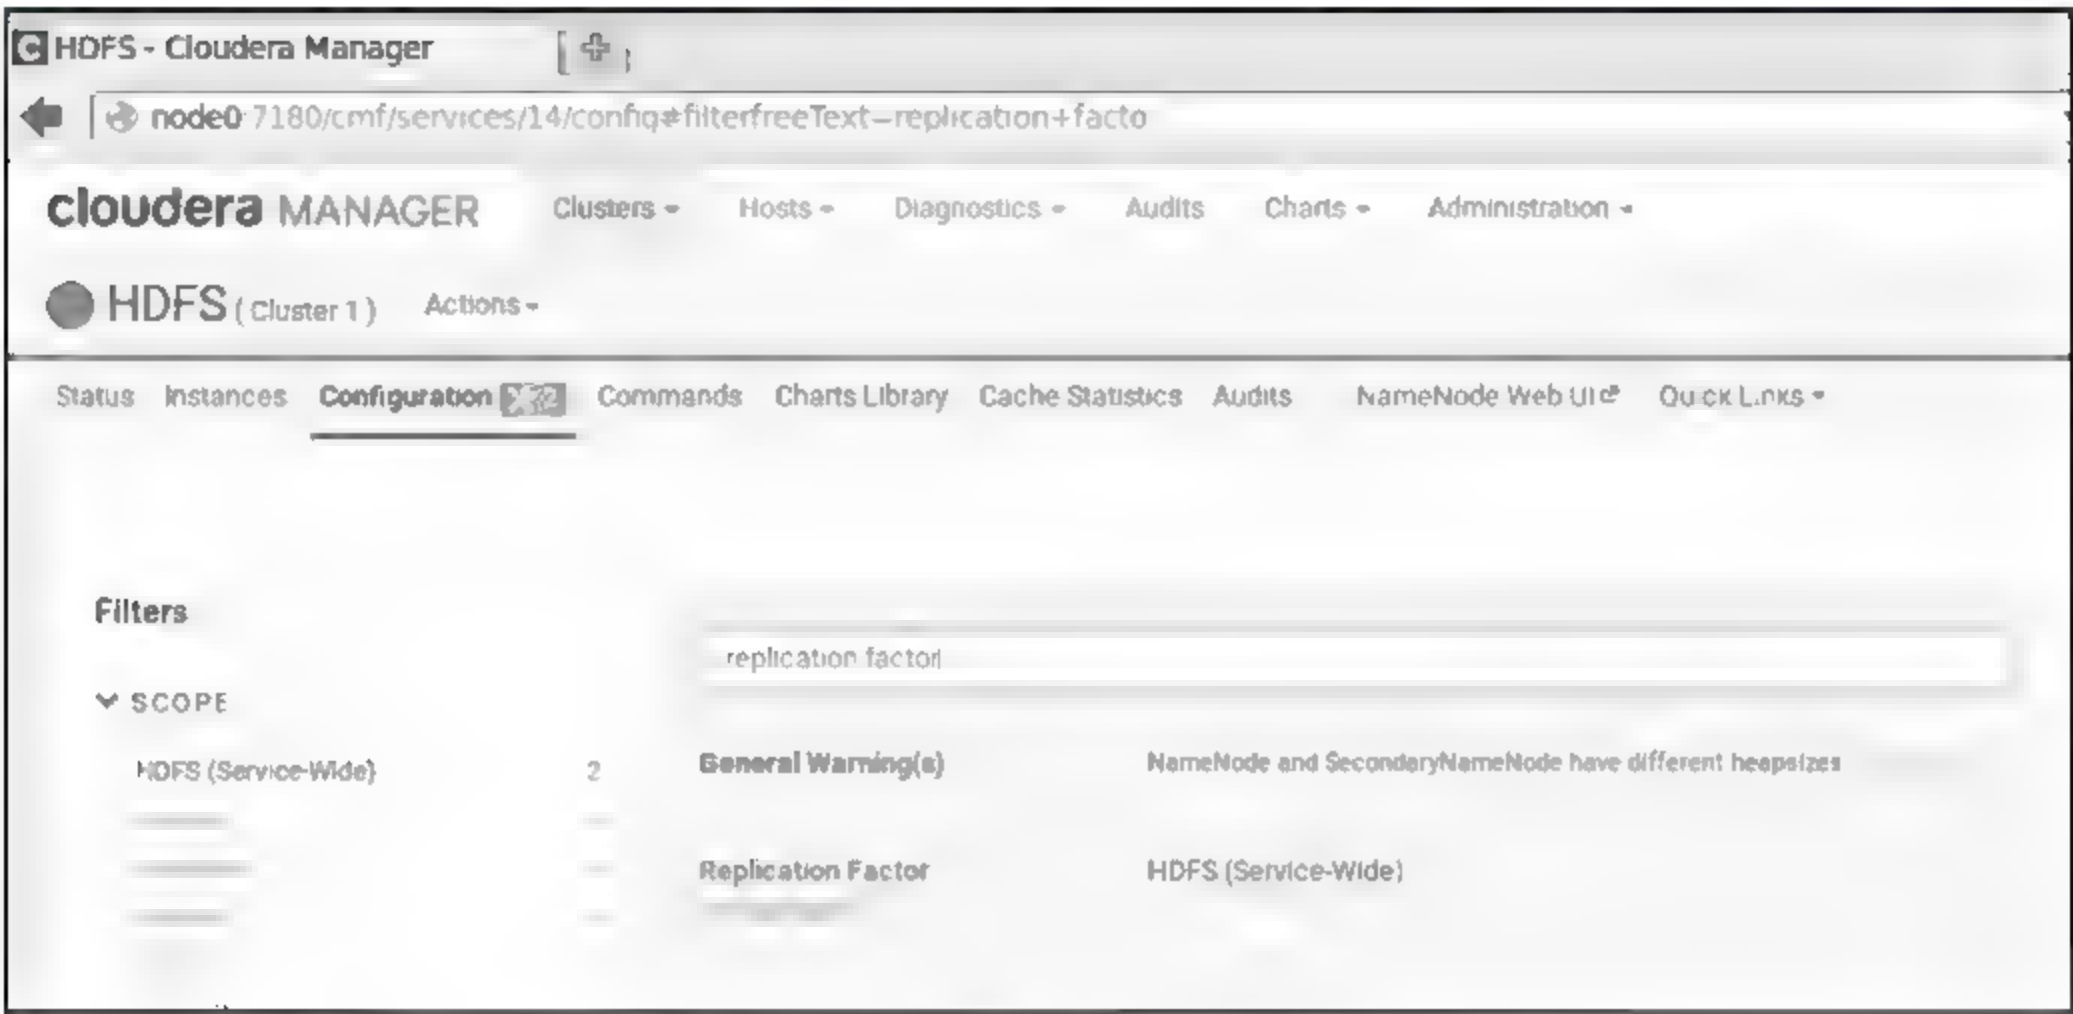 HDFS - Cloudera Manager
node0:7180/cmf/services/14/config#filterfreeText=replication+facto
cloudera MANAGER Clusters Hosts Diagnostics Audits Charts Administration
HDFS (Cluster 1) Actions
Status Instances Configuration Commands Charts Library Cache Statistics Audits NameNode Web UI Quick Links
Filters
replication factor
SCOPE
HDFS (Service-Wide) 2
General Warning(s) NameNode and SecondaryNameNode have different heapsizes
Replication Factor HDFS (Service-Wide)